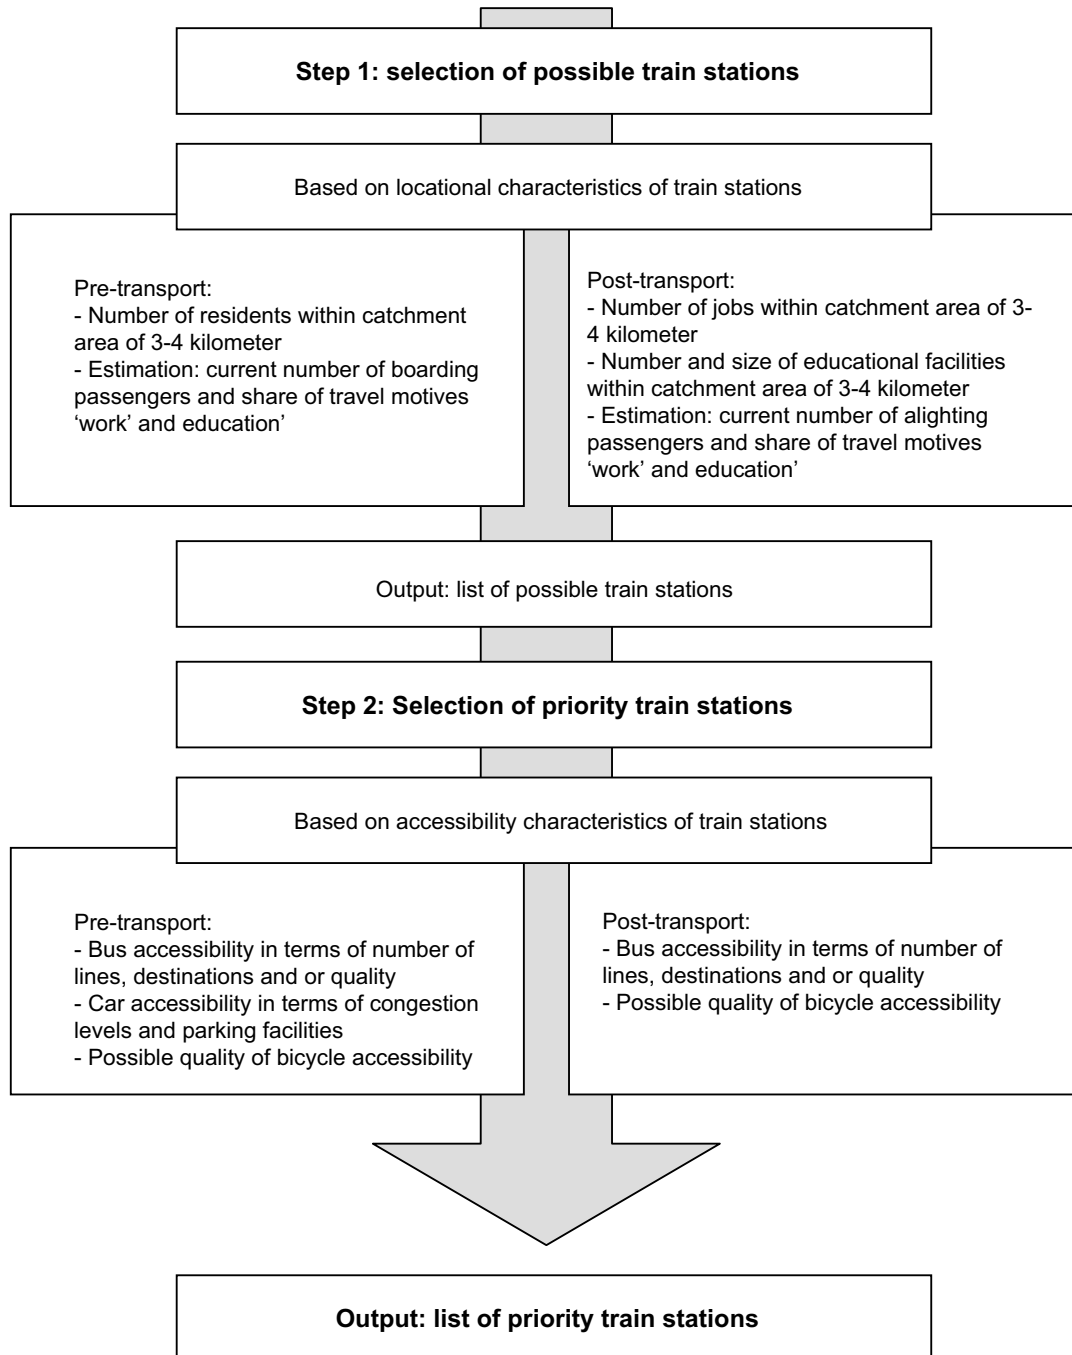 Step 1: selection of possible train stations
Based on locational characteristics of train stations
Pre-transport:
- Number of residents within catchment
area of 3-4 kilometer
- Estimation: current number of boarding
passengers and share of travel motives
‘work’ and education’
Post-transport:
- Number of jobs within catchment area of 3-
4 kilometer
- Number and size of educational facilities
within catchment area of 3-4 kilometer
- Estimation: current number of alighting
passengers and share of travel motives
‘work’ and education’
Output: list of possible train stations
Step 2: Selection of priority train stations
Based on accessibility characteristics of train stations
Pre-transport:
- Bus accessibility in terms of number of
lines, destinations and or quality
- Car accessibility in terms of congestion
levels and parking facilities
- Possible quality of bicycle accessibility
Post-transport:
- Bus accessibility in terms of number of
lines, destinations and or quality
- Possible quality of bicycle accessibility
Output: list of priority train stations